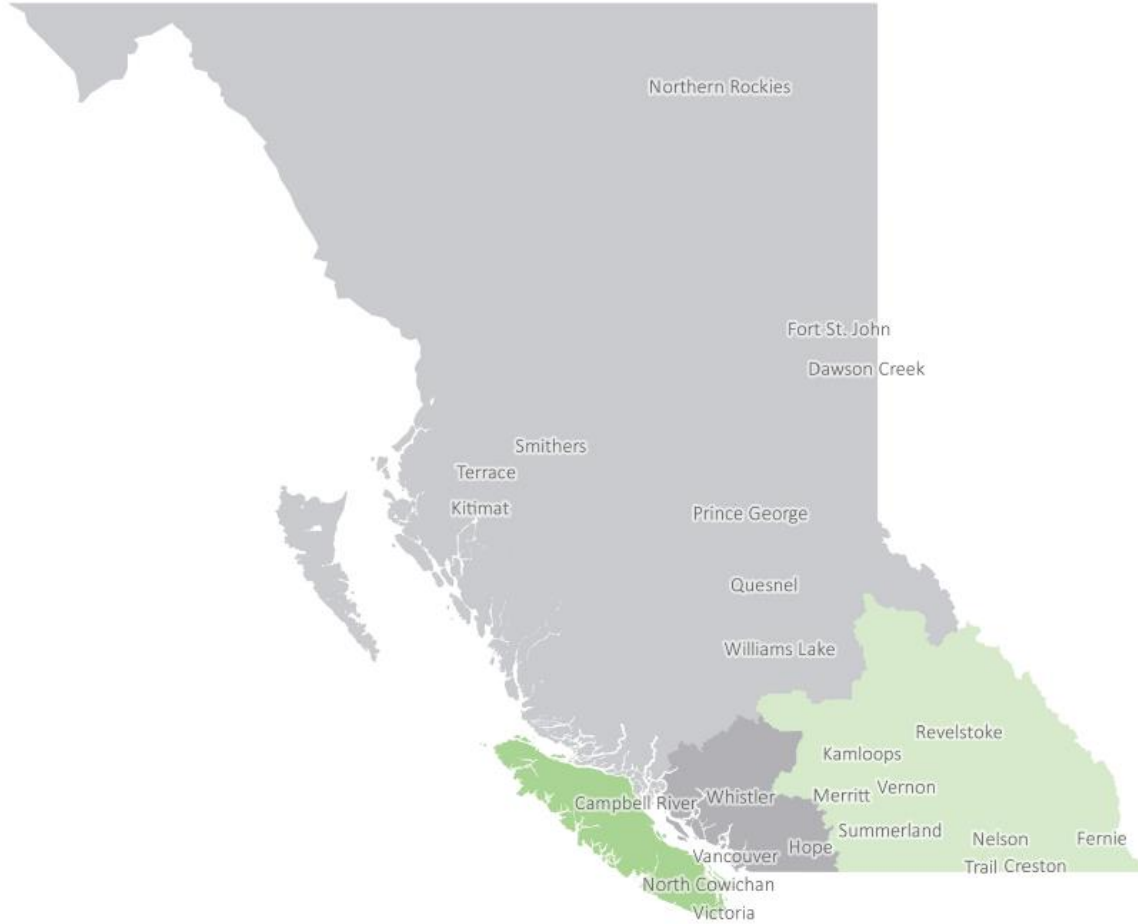 Northern Rockies
Fort St. John
Dawson Creek
Smithers
Terrace
Kitimat
Prince George
Quesnel
Williams Lake
Revelstoke
Kamloops
Vernon
Merritt
Whistler
Campbell River
Summerland
Nelson
Fernie
Hope
Vancouver
Trail Creston
North Cowichan
Victoria